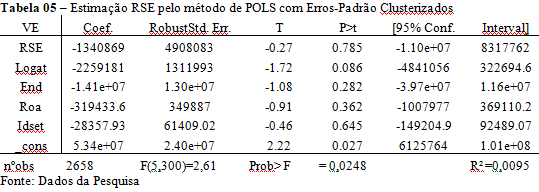 Tabela 05 – Estimação RSE pelo método de POLS com Erros-Padrão Clusterizados
VE Coef. RobustStd. Err. T P>t [95% Conf. Interval]
RSE -1340869 4908083 -0.27 0.785 -1.10e+07 8317762
Logat -2259181 1311993 -1.72 0.086 -4841056 322694.6
End -1.41e+07 1.30e+07 -1.08 0.282 -3.97e+07 1.16e+07
Roa -319433.6 349887 -0.91 0.362 -1007977 369110.2
Idset -28357.93 61409.02 -0.46 0.645 -149204.9 92489.07
_cons 5.34e+07 2.40e+07 2.22 0.027 6125764 1.01e+08
nºobs 2658 F(5,300)=2,61 Prob> F = 0,0248 R²=0,0095
Fonte: Dados da Pesquisa